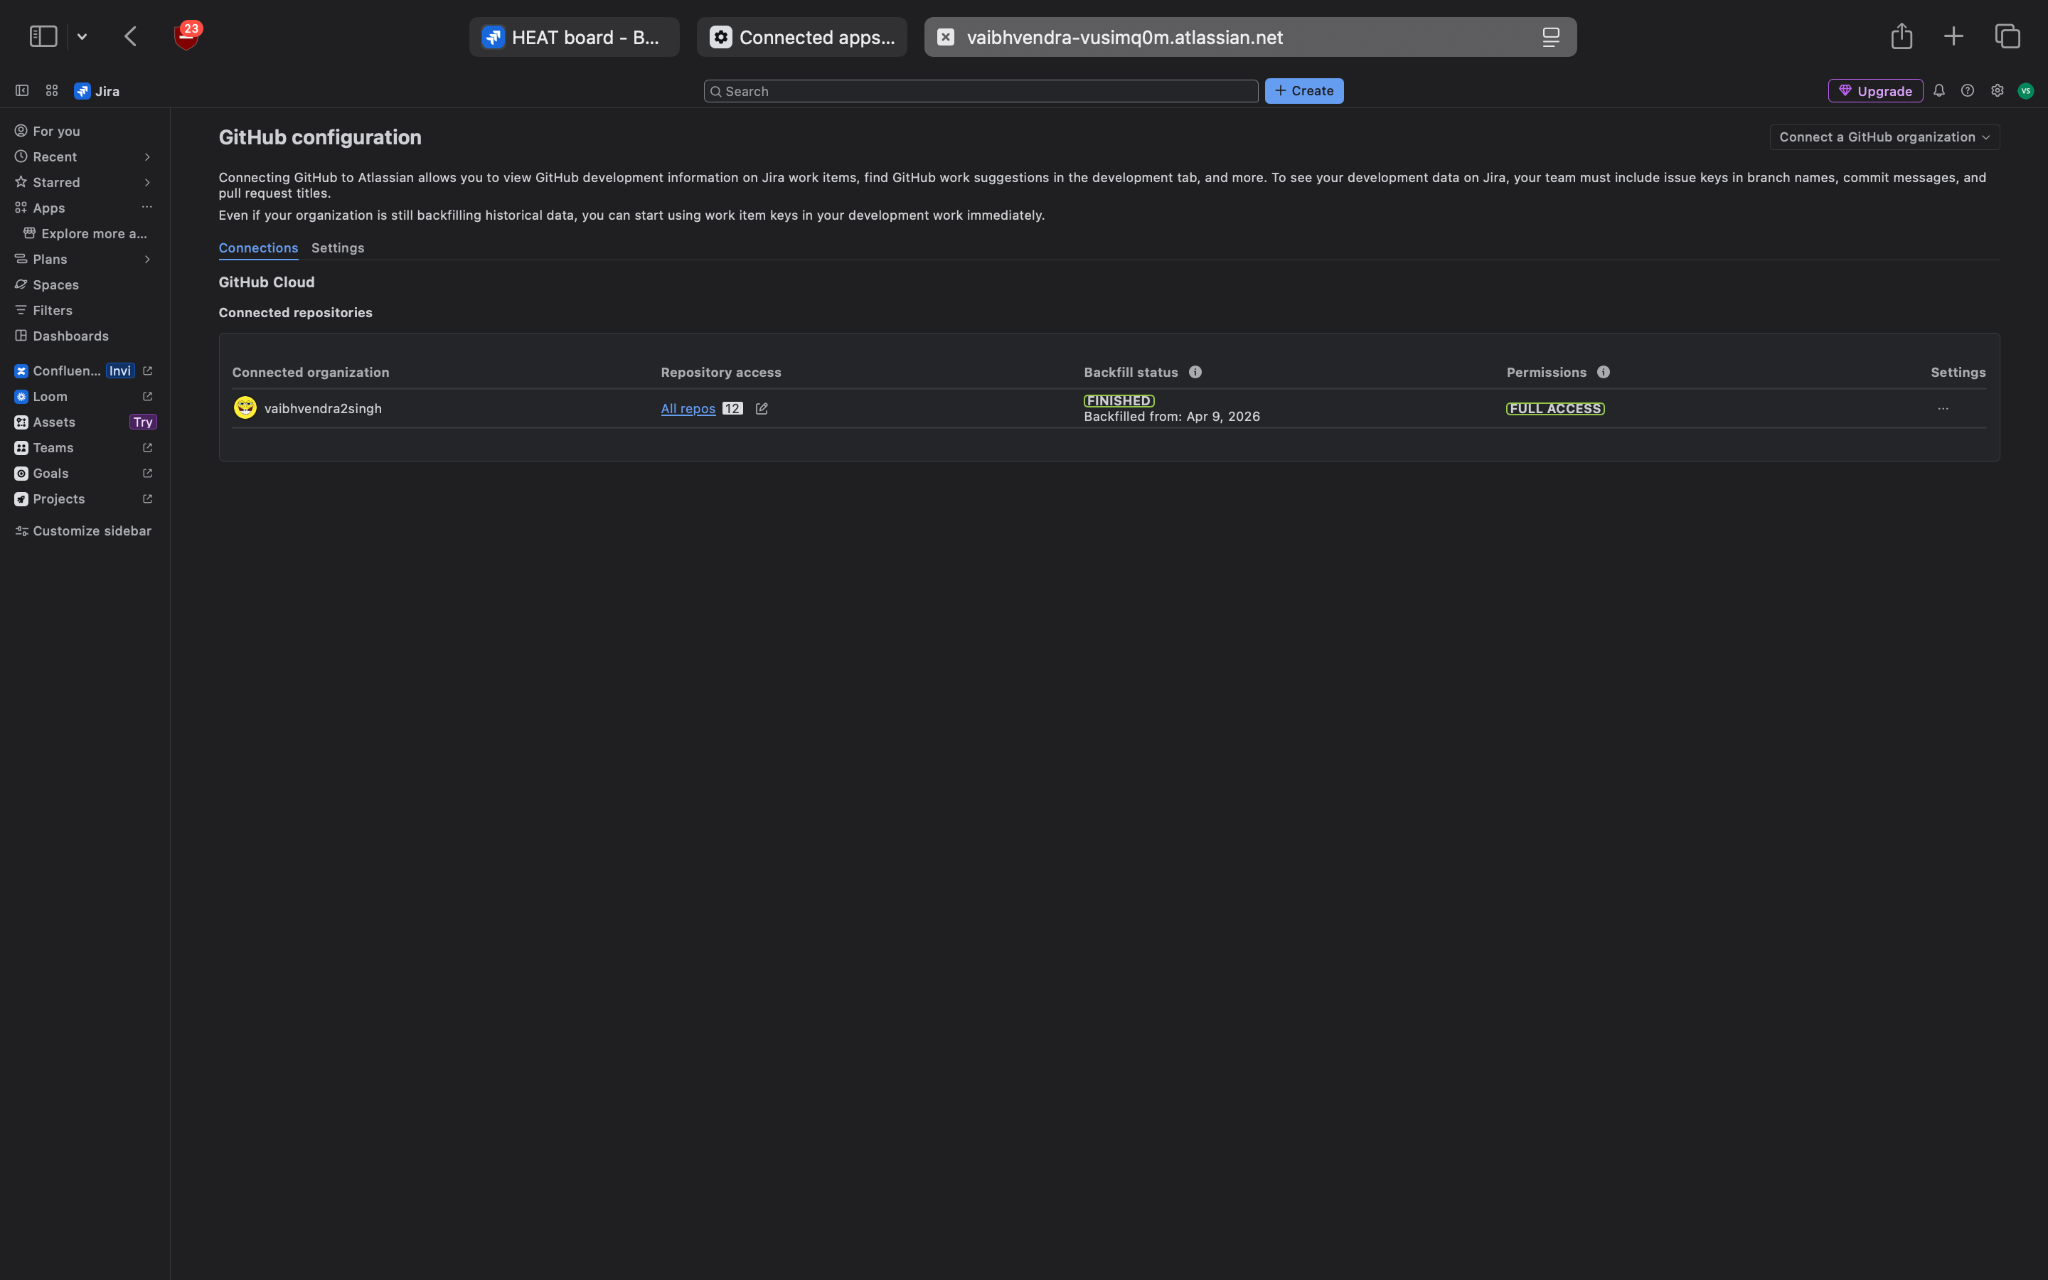 23
HEAT board - B...
Connected apps...
vaibhvendra-vusimq0m.atlassian.net
Jira
Search
+ Create
Upgrade
VS
For you
Recent
Starred
Apps
Explore more a...
Plans
Spaces
Filters
Dashboards
Confluen... Invi
Loom
Assets Try
Teams
Goals
Projects
Customize sidebar
GitHub configuration
Connect a GitHub organization
Connecting GitHub to Atlassian allows you to view GitHub development information on Jira work items, find GitHub work suggestions in the development tab, and more. To see your development data on Jira, your team must include issue keys in branch names, commit messages, and
pull request titles.
Even if your organization is still backfilling historical data, you can start using work item keys in your development work immediately.
Connections Settings
GitHub Cloud
Connected repositories
Connected organization Repository access Backfill status Permissions Settings
vaibhvendra2singh All repos 12 FINISHED FULL ACCESS ...
Backfilled from: Apr 9, 2026